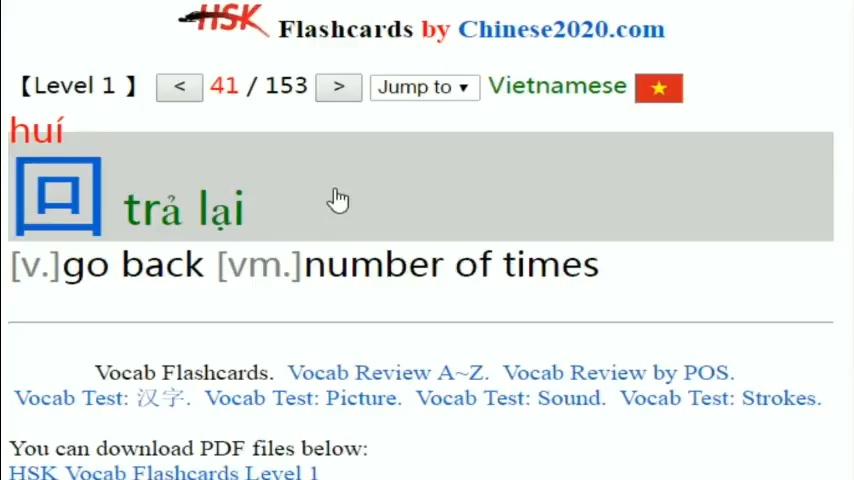 HSK Flashcards by Chinese2020.com
【Level 1 】 < 41 / 153 > Jump to ▼ Vietnamese
huí
回 trả lại
[v.]go back [vm.]number of times
Vocab Flashcards. Vocab Review A~Z. Vocab Review by POS.
Vocab Test: 汉字. Vocab Test: Picture. Vocab Test: Sound. Vocab Test: Strokes.
You can download PDF files below:
HSK Vocab Flashcards Level 1